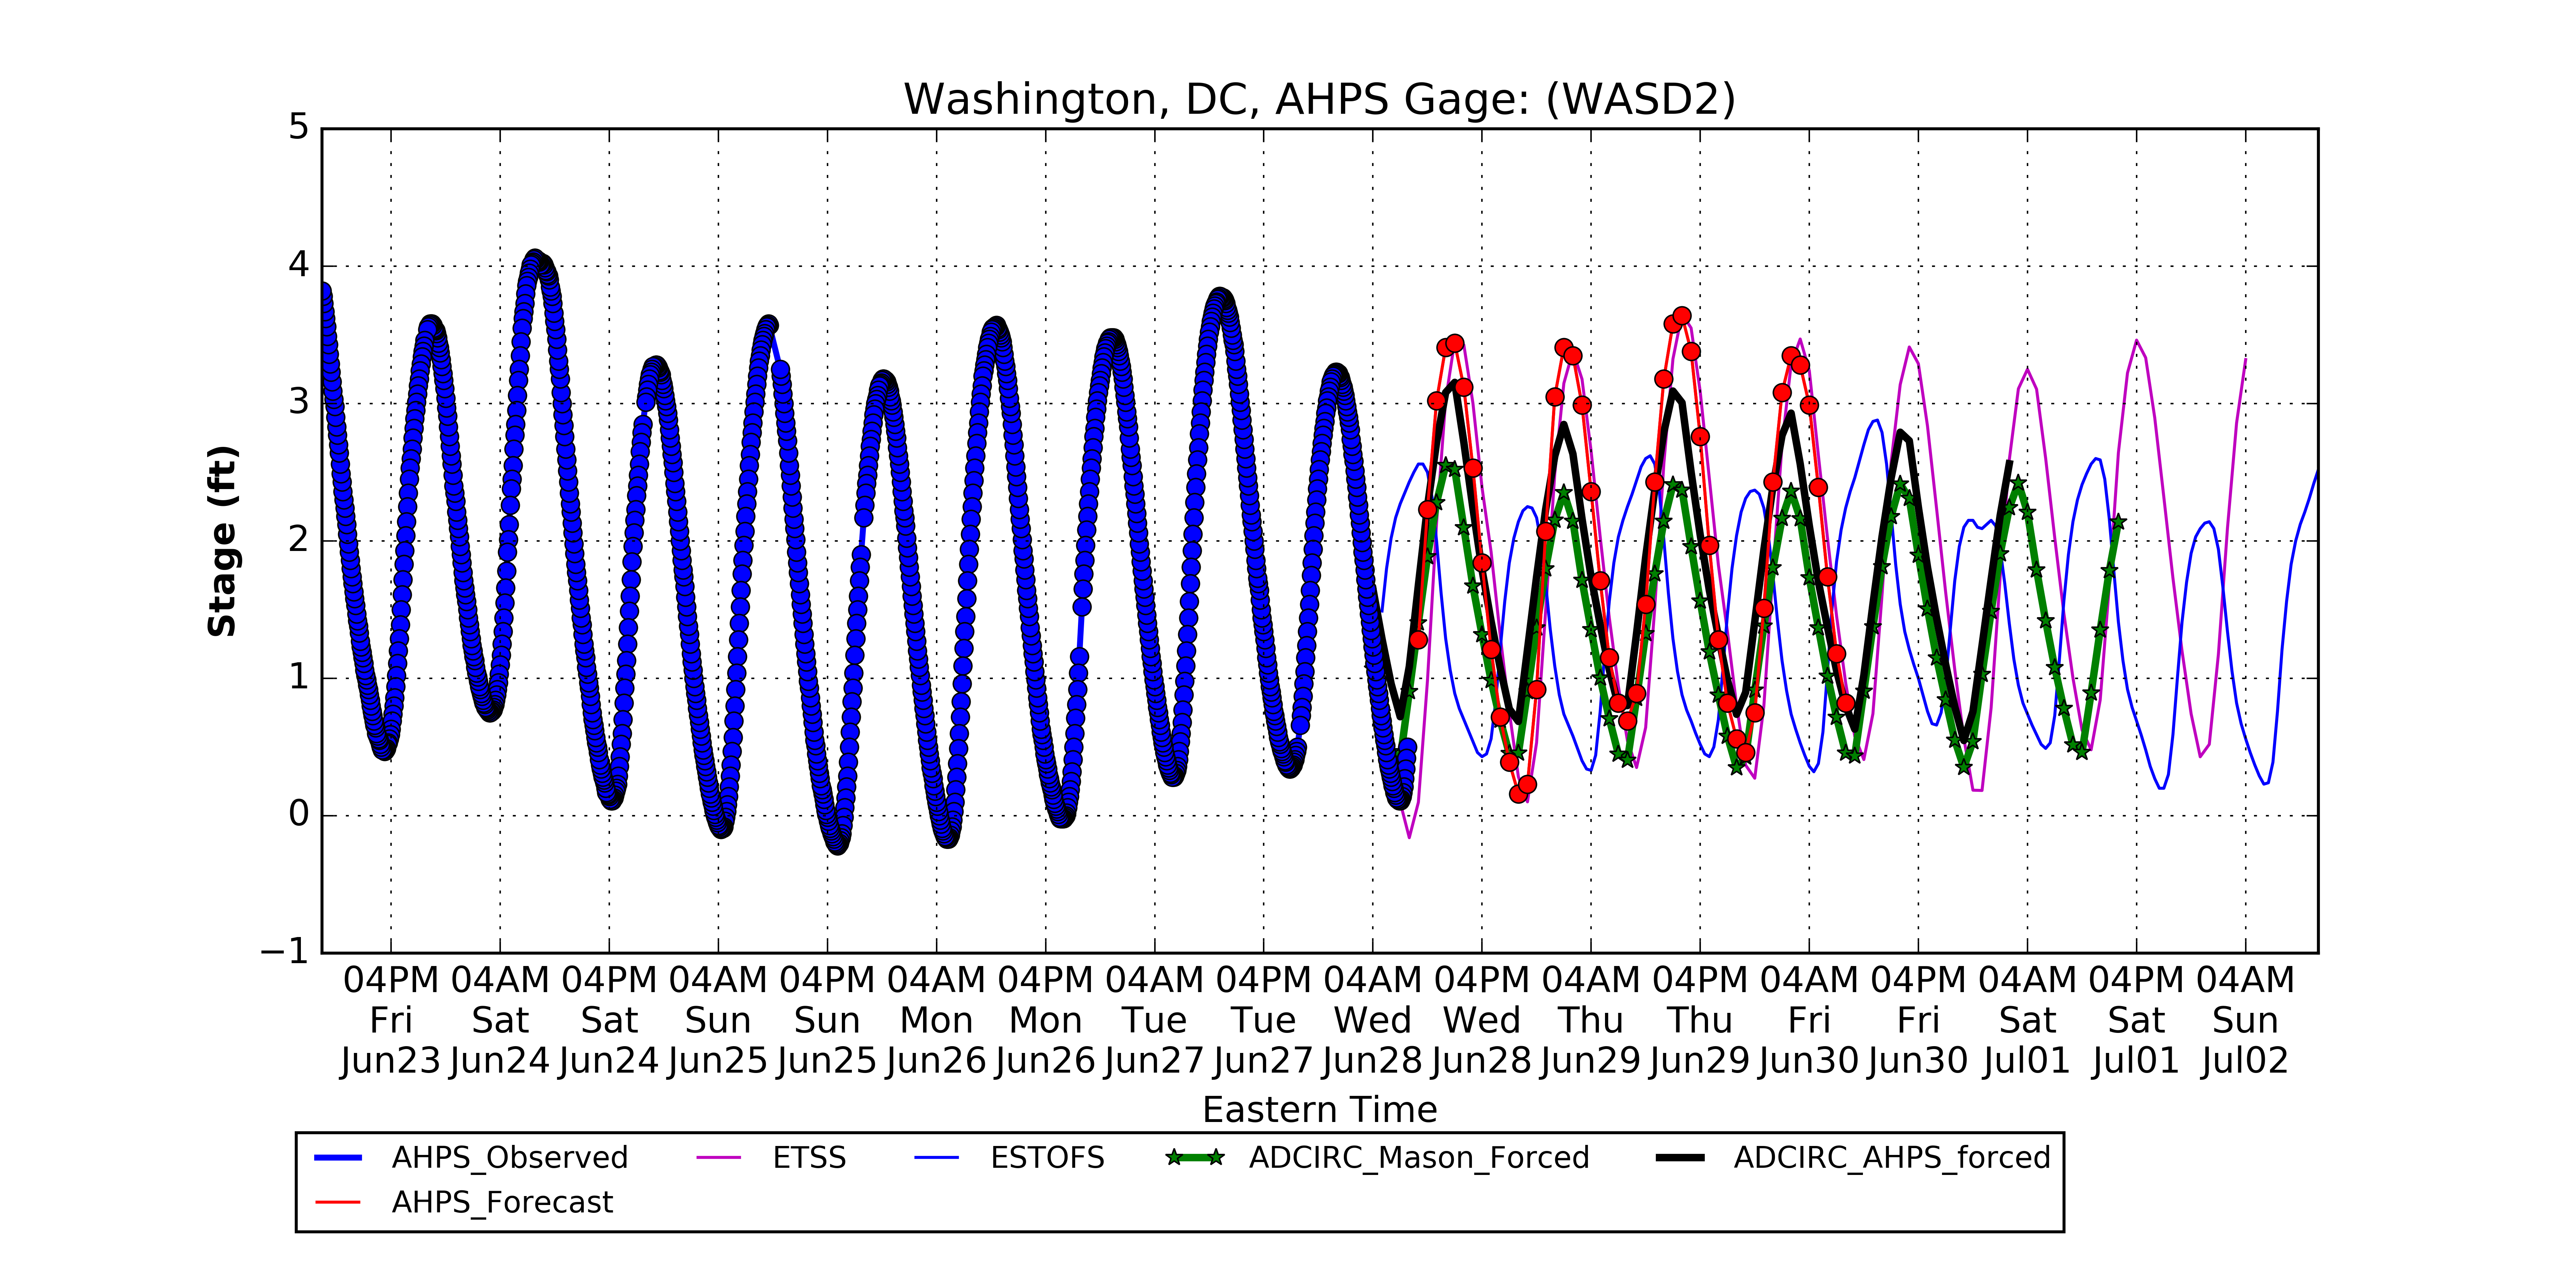 Washington, DC, AHPS Gage: (WASD2)
5
4
3
2
1
0
−1
Stage (ft)
04PM 04AM 04PM 04AM 04PM 04AM 04PM 04AM 04PM 04AM 04PM 04AM 04PM 04AM 04PM 04AM 04PM 04AM
Fri Sat Sat Sun Sun Mon Mon Tue Tue Wed Wed Thu Thu Fri Fri Sat Sat Sun
Jun23 Jun24 Jun24 Jun25 Jun25 Jun26 Jun26 Jun27 Jun27 Jun28 Jun28 Jun29 Jun29 Jun30 Jun30 Jul01 Jul01 Jul02
Eastern Time
AHPS_Observed ETSS ESTOFS ADCIRC_Mason_Forced ADCIRC_AHPS_forced
AHPS_Forecast